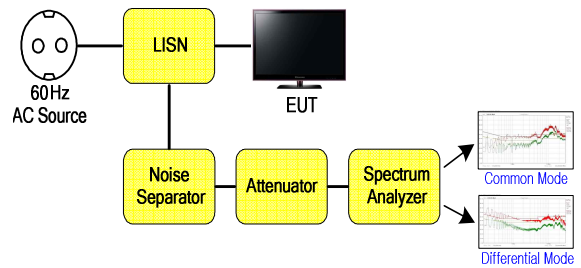 LISN
60Hz
AC Source
EUT
Noise
Separator
Attenuator
Spectrum
Analyzer
Common Mode
Differential Mode